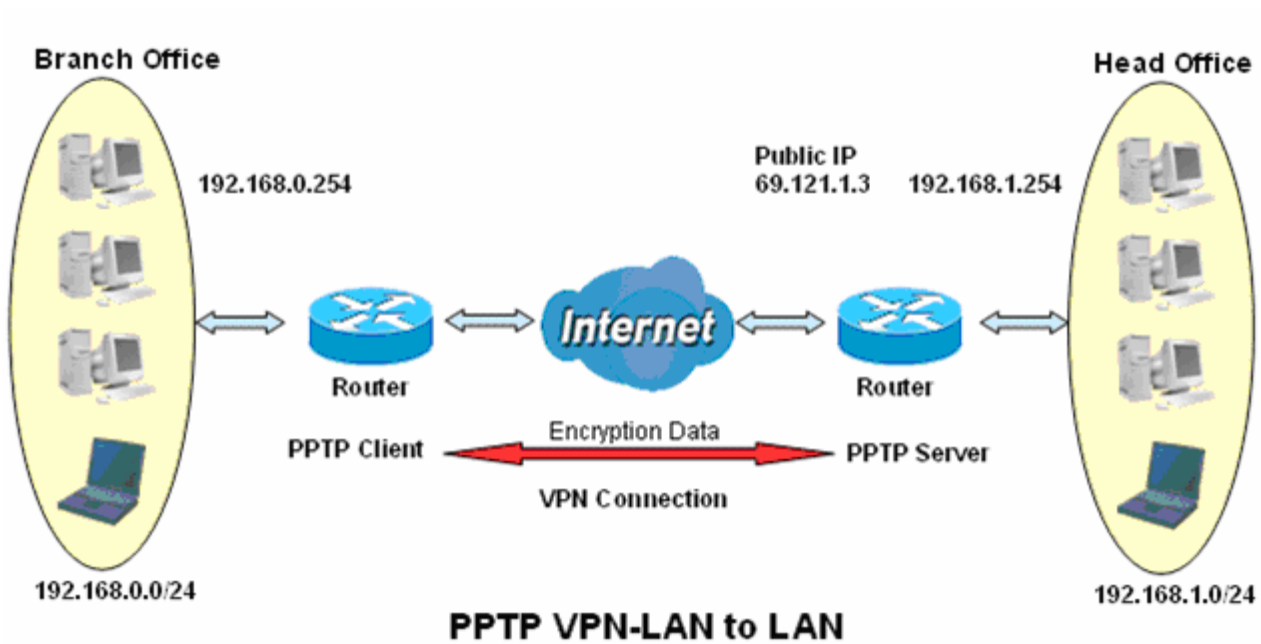 Branch Office
Head Office
192.168.0.254
Public IP
69.121.1.3
192.168.1.254
Internet
Router
Router
PPTP Client
Encryption Data
PPTP Server
VPN Connection
192.168.0.0/24
192.168.1.0/24
PPTP VPN-LAN to LAN